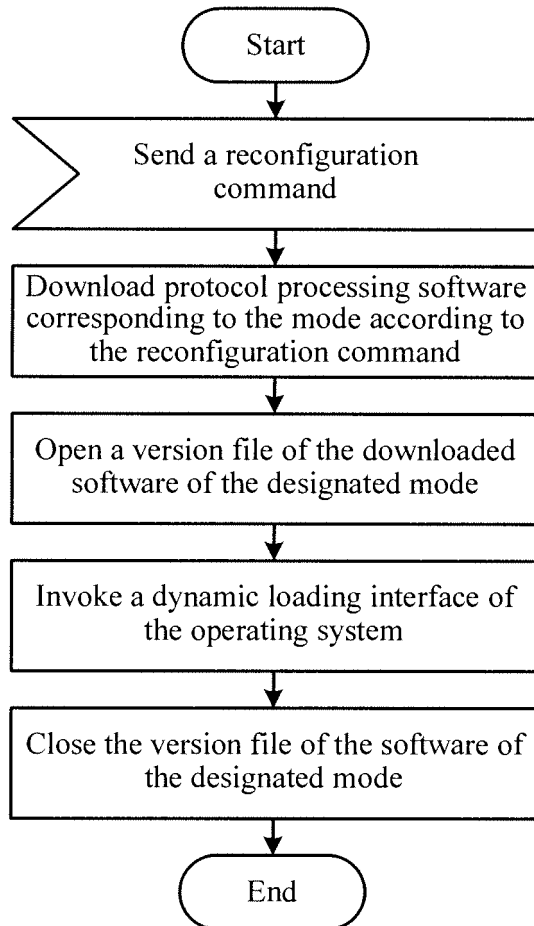 Start
Send a reconfiguration
command
Download protocol processing software
corresponding to the mode according to
the reconfiguration command
Open a version file of the downloaded
software of the designated mode
Invoke a dynamic loading interface of
the operating system
Close the version file of the software of
the designated mode
End